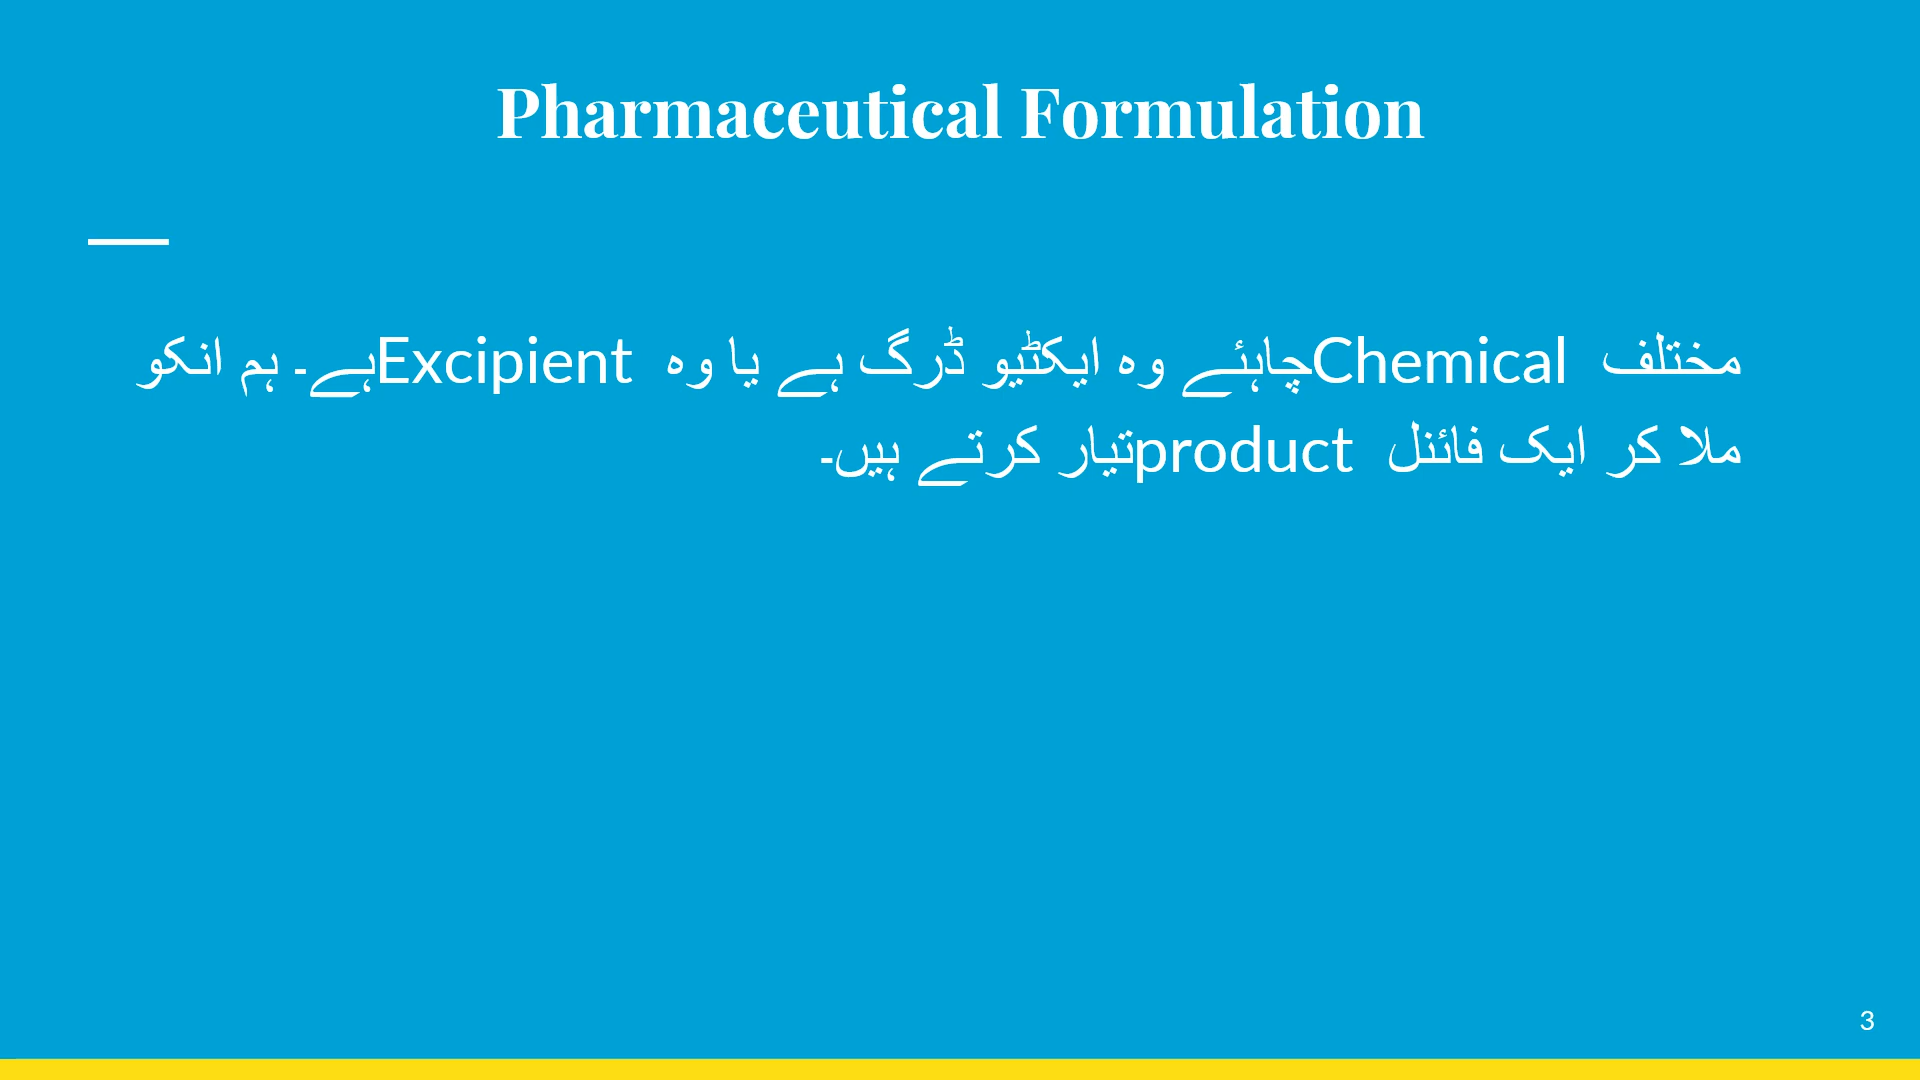 Pharmaceutical Formulation
مختلف Chemical چاہئے وہ ایکٹیو ڈرگ ہے یا وہ Excipient ہے۔ ہم انکو
ملا کر ایک فائنل product تیار کرتے ہیں۔
3